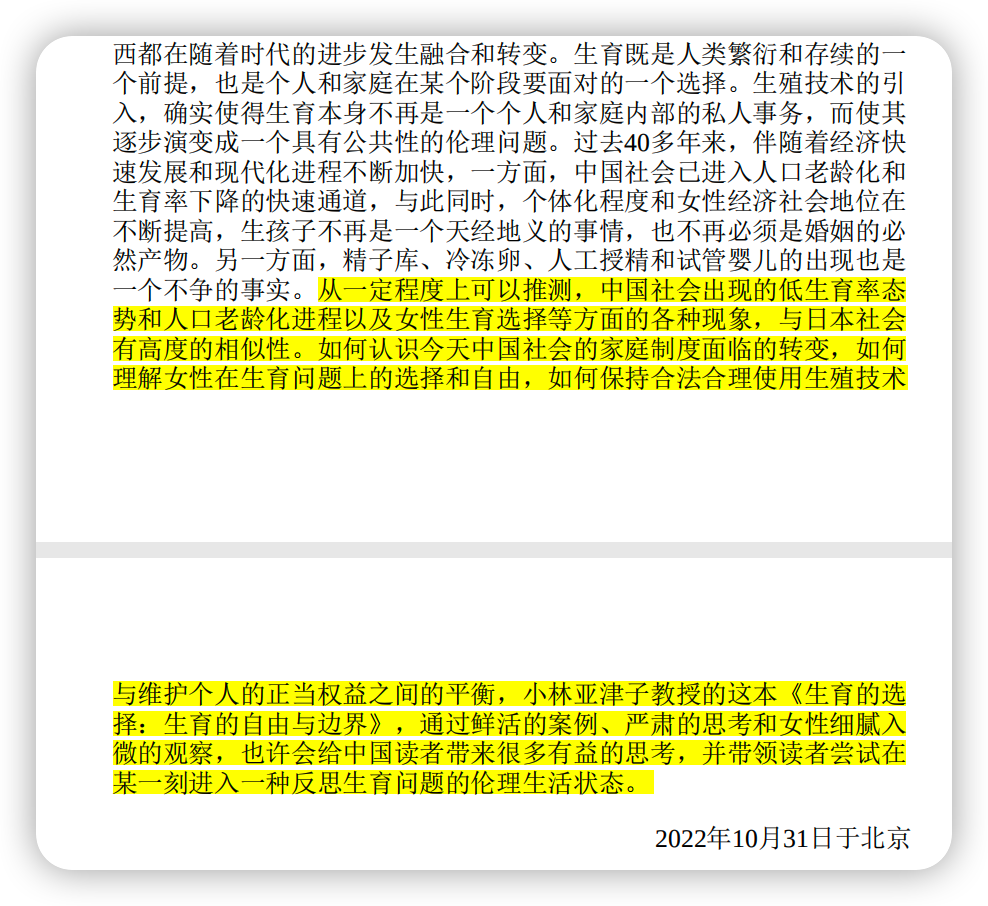 西都在随着时代的进步发生融合和转变。生育既是人类繁衍和存续的一
个前提，也是个人和家庭在某个阶段要面对的一个选择。生殖技术的引
入，确实使得生育本身不再是一个个人和家庭内部的私人事务，而使其
逐步演变成一个具有公共性的伦理问题。过去40多年来，伴随着经济快
速发展和现代化进程不断加快，一方面，中国社会已进入人口老龄化和
生育率下降的快速通道，与此同时，个体化程度和女性经济社会地位在
不断提高，生孩子不再是一个天经地义的事情，也不再必须是婚姻的必
然产物。另一方面，精子库、冷冻卵、人工授精和试管婴儿的出现也是
一个不争的事实。从一定程度上可以推测，中国社会出现的低生育率态
势和人口老龄化进程以及女性生育选择等方面的各种现象，与日本社会
有高度的相似性。如何认识今天中国社会的家庭制度面临的转变，如何
理解女性在生育问题上的选择和自由，如何保持合法合理使用生殖技术
与维护个人的正当权益之间的平衡，小林亚津子教授的这本《生育的选
择：生育的自由与边界》，通过鲜活的案例、严肃的思考和女性细腻入
微的观察，也许会给中国读者带来很多有益的思考，并带领读者尝试在
某一刻进入一种反思生育问题的伦理生活状态。
2022年10月31日于北京